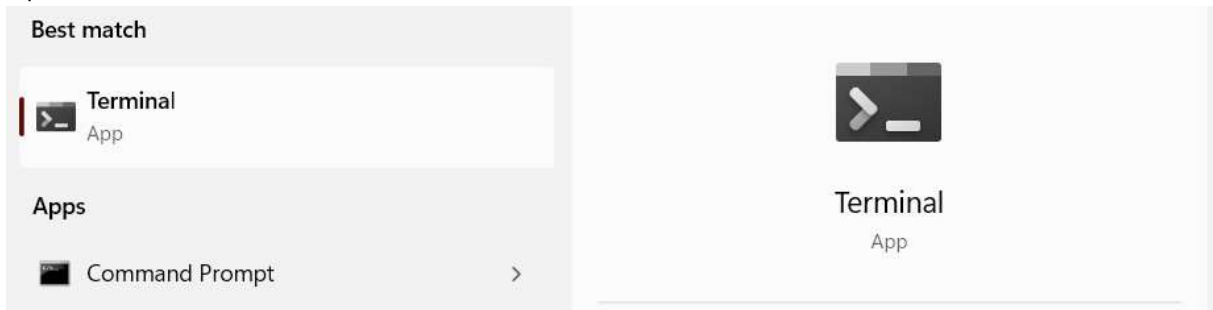 Best match
Terminal
App
Apps
Command Prompt
Terminal
App